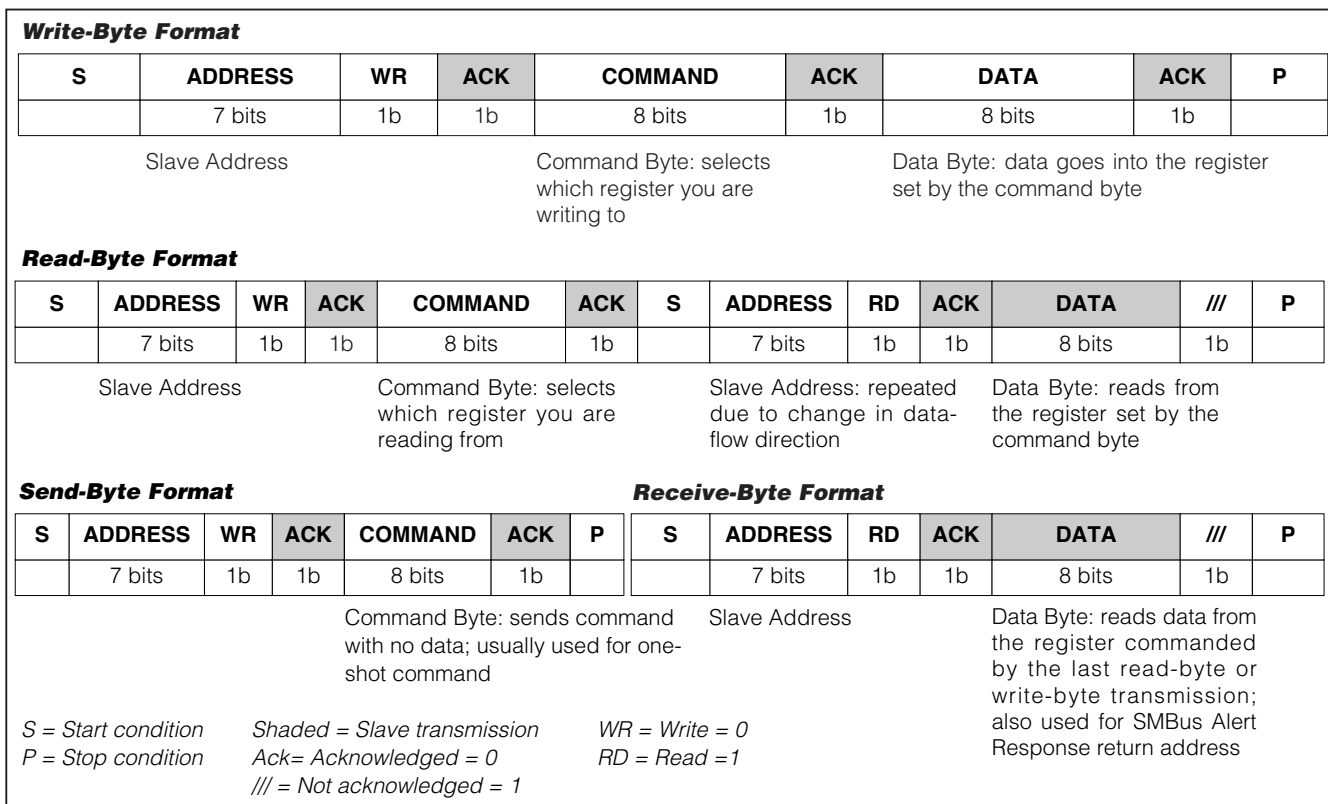 Write-Byte Format
S ADDRESS WR ACK COMMAND ACK DATA ACK P
7 bits 1b 1b 8 bits 1b 8 bits 1b
Slave Address
Command Byte: selects
which register you are
writing to
Data Byte: data goes into the register
set by the command byte
Read-Byte Format
S ADDRESS WR ACK COMMAND ACK S ADDRESS RD ACK DATA /// P
7 bits 1b 1b 8 bits 1b 7 bits 1b 1b 8 bits 1b
Slave Address
Command Byte: selects
which register you are
reading from
Slave Address: repeated
due to change in data-
flow direction
Data Byte: reads from
the register set by the
command byte
Send-Byte Format
S ADDRESS WR ACK COMMAND ACK P
7 bits 1b 1b 8 bits 1b
Command Byte: sends command
with no data; usually used for one-
shot command
Receive-Byte Format
S ADDRESS RD ACK DATA /// P
7 bits 1b 1b 8 bits 1b
Slave Address
Data Byte: reads data from
the register commanded
by the last read-byte or
write-byte transmission;
also used for SMBus Alert
Response return address
S = Start condition Shaded = Slave transmission WR = Write = 0
P = Stop condition Ack= Acknowledged = 0 RD = Read =1
/// = Not acknowledged = 1